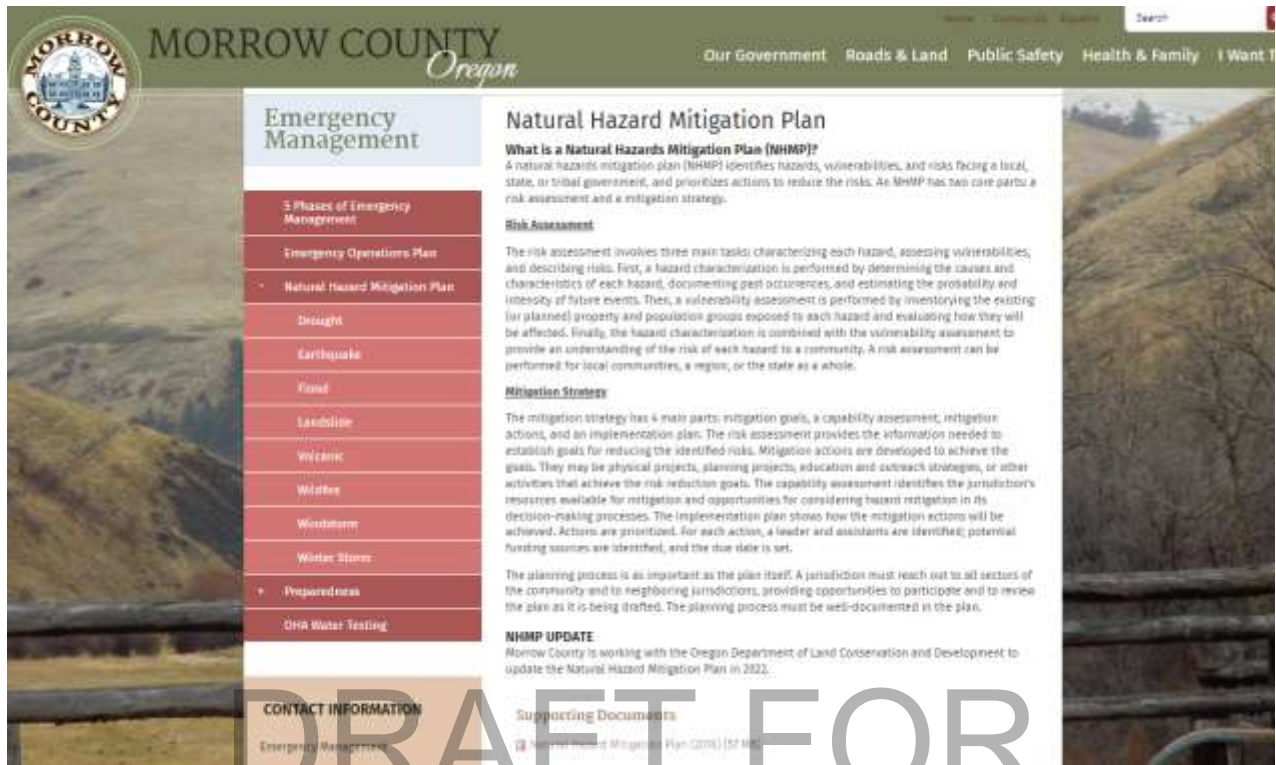 MORROW COUNTY
Oregon
MORROW
COUNTY
Home Contact Us Español
Search
Our Government Roads & Land Public Safety Health & Family I Want T
Emergency
Management
5 Phases of Emergency
Management
Emergency Operations Plan
Natural Hazard Mitigation Plan
Drought
Earthquake
Flood
Landslide
Volcanic
Wildfire
Windstorm
Winter Storm
Preparedness
OHA Water Testing
CONTACT INFORMATION
Emergency Management
Natural Hazard Mitigation Plan
What is a Natural Hazards Mitigation Plan (NHMP)?
A natural hazards mitigation plan (NHMP) identifies hazards, vulnerabilities, and risks facing a local,
state, or tribal government, and prioritizes actions to reduce the risks. An NHMP has two core parts: a
risk assessment and a mitigation strategy.
Risk Assessment
The risk assessment involves three main tasks: characterizing each hazard, assessing vulnerabilities,
and describing risks. First, a hazard characterization is performed by determining the causes and
characteristics of each hazard, documenting past occurrences, and estimating the probability and
intensity of future events. Then, a vulnerability assessment is performed by inventorying the existing
(or planned) property and population groups exposed to each hazard and evaluating how they will
be affected. Finally, the hazard characterization is combined with the vulnerability assessment to
provide an understanding of the risk of each hazard to a community. A risk assessment can be
performed for local communities, a region, or the state as a whole.
Mitigation Strategy
The mitigation strategy has 4 main parts: mitigation goals, a capability assessment, mitigation
actions, and an implementation plan. The risk assessment provides the information needed to
establish goals for reducing the identified risks. Mitigation actions are developed to achieve the
goals. They may be physical projects, planning projects, education and outreach strategies, or other
activities that achieve the risk reduction goals. The capability assessment identifies the jurisdiction's
resources available for mitigation and opportunities for considering hazard mitigation in its
decision-making processes. The implementation plan shows how the mitigation actions will be
achieved. Actions are prioritized. For each action, a leader and assistants are identified; potential
funding sources are identified, and the due date is set.
The planning process is as important as the plan itself. A jurisdiction must reach out to all sectors of
the community and to neighboring jurisdictions, providing opportunities to participate and to review
the plan as it is being drafted. The planning process must be well-documented in the plan.
NHMP UPDATE
Morrow County is working with the Oregon Department of Land Conservation and Development to
update the Natural Hazard Mitigation Plan in 2022.
Supporting Documents
Natural Hazard Mitigation Plan (2016) (57 MB)
DRAFT FOR